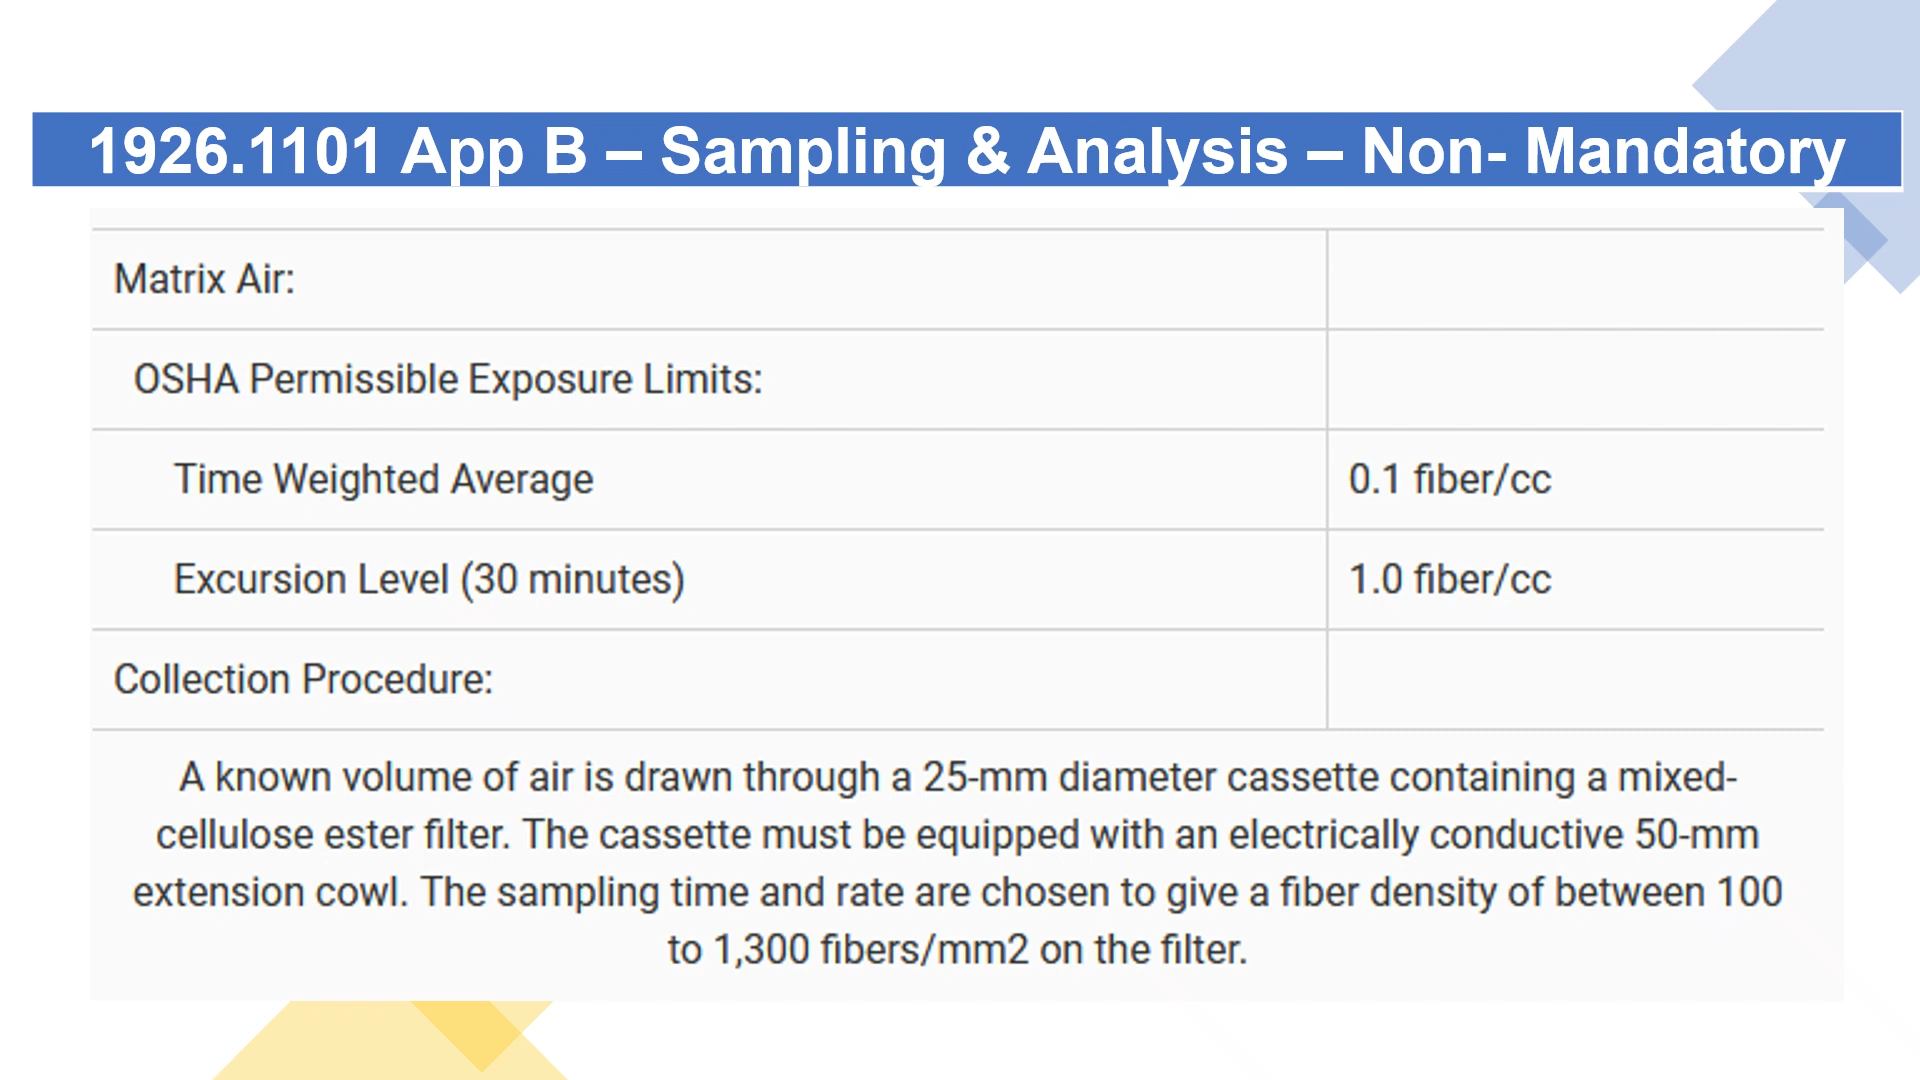 1926.1101 App B – Sampling & Analysis – Non- Mandatory
Matrix Air:
OSHA Permissible Exposure Limits:
Time Weighted Average 0.1 fiber/cc
Excursion Level (30 minutes) 1.0 fiber/cc
Collection Procedure:
A known volume of air is drawn through a 25-mm diameter cassette containing a mixed-
cellulose ester filter. The cassette must be equipped with an electrically conductive 50-mm
extension cowl. The sampling time and rate are chosen to give a fiber density of between 100
to 1,300 fibers/mm2 on the filter.